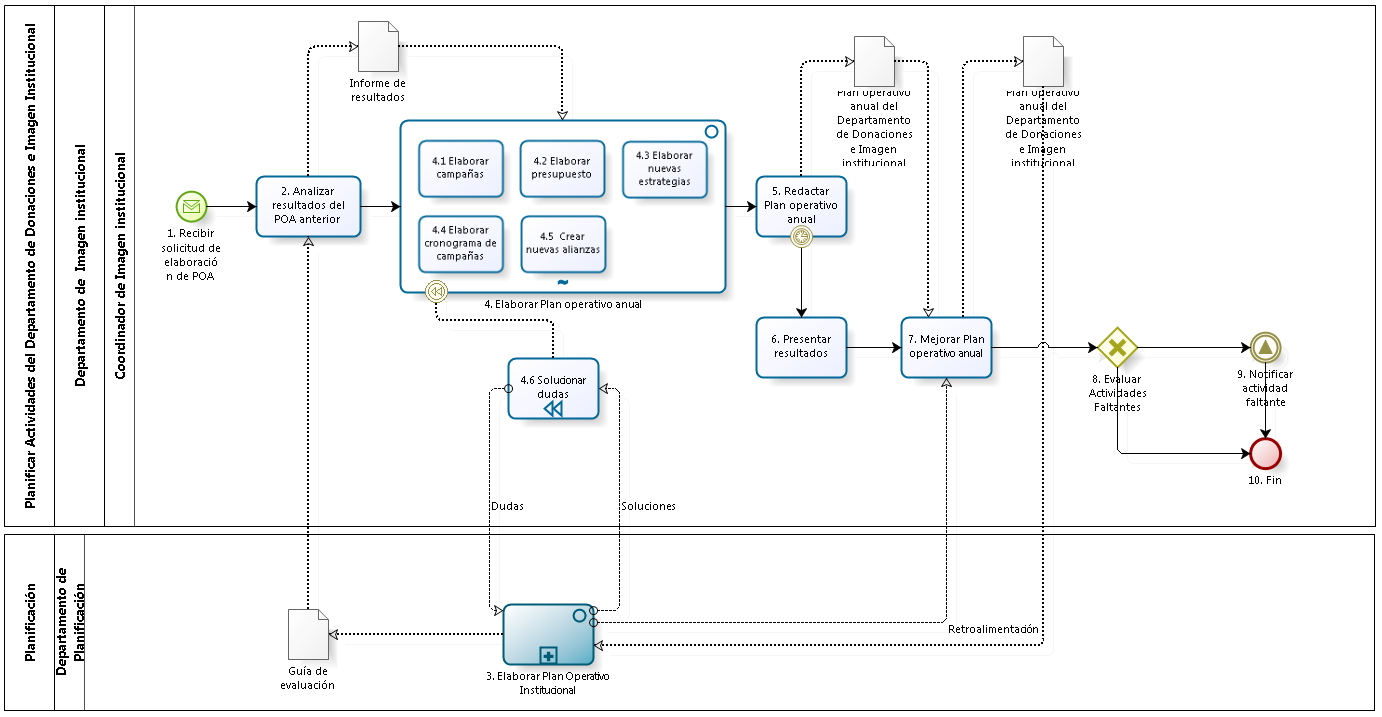 Planificar Actividades del Departamento de Donaciones e Imagen Institucional
Departamento de Imagen institucional
Coordinador de Imagen institucional
1. Recibir
solicitud de
elaboració
n de POA
2. Analizar
resultados del
POA anterior
Informe de
resultados
4.1 Elaborar
campañas
4.2 Elaborar
presupuesto
4.3 Elaborar
nuevas
estrategias
4.4 Elaborar
cronograma de
campañas
4.5 Crear
nuevas alianzas
4. Elaborar Plan operativo anual
4.6 Solucionar
dudas
Dudas
Soluciones
5. Redactar
Plan operativo
anual
Plan operativo
anual del
Departamento
de Donaciones
e Imagen
institucional
6. Presentar
resultados
7. Mejorar Plan
operativo anual
Plan operativo
anual del
Departamento
de Donaciones
e Imagen
institucional
8. Evaluar
Actividades
Faltantes
9. Notificar
actividad
faltante
10. Fin
Planificación
Departamento de
Planificación
Guía de
evaluación
3. Elaborar Plan Operativo
Institucional
Retroalimentación